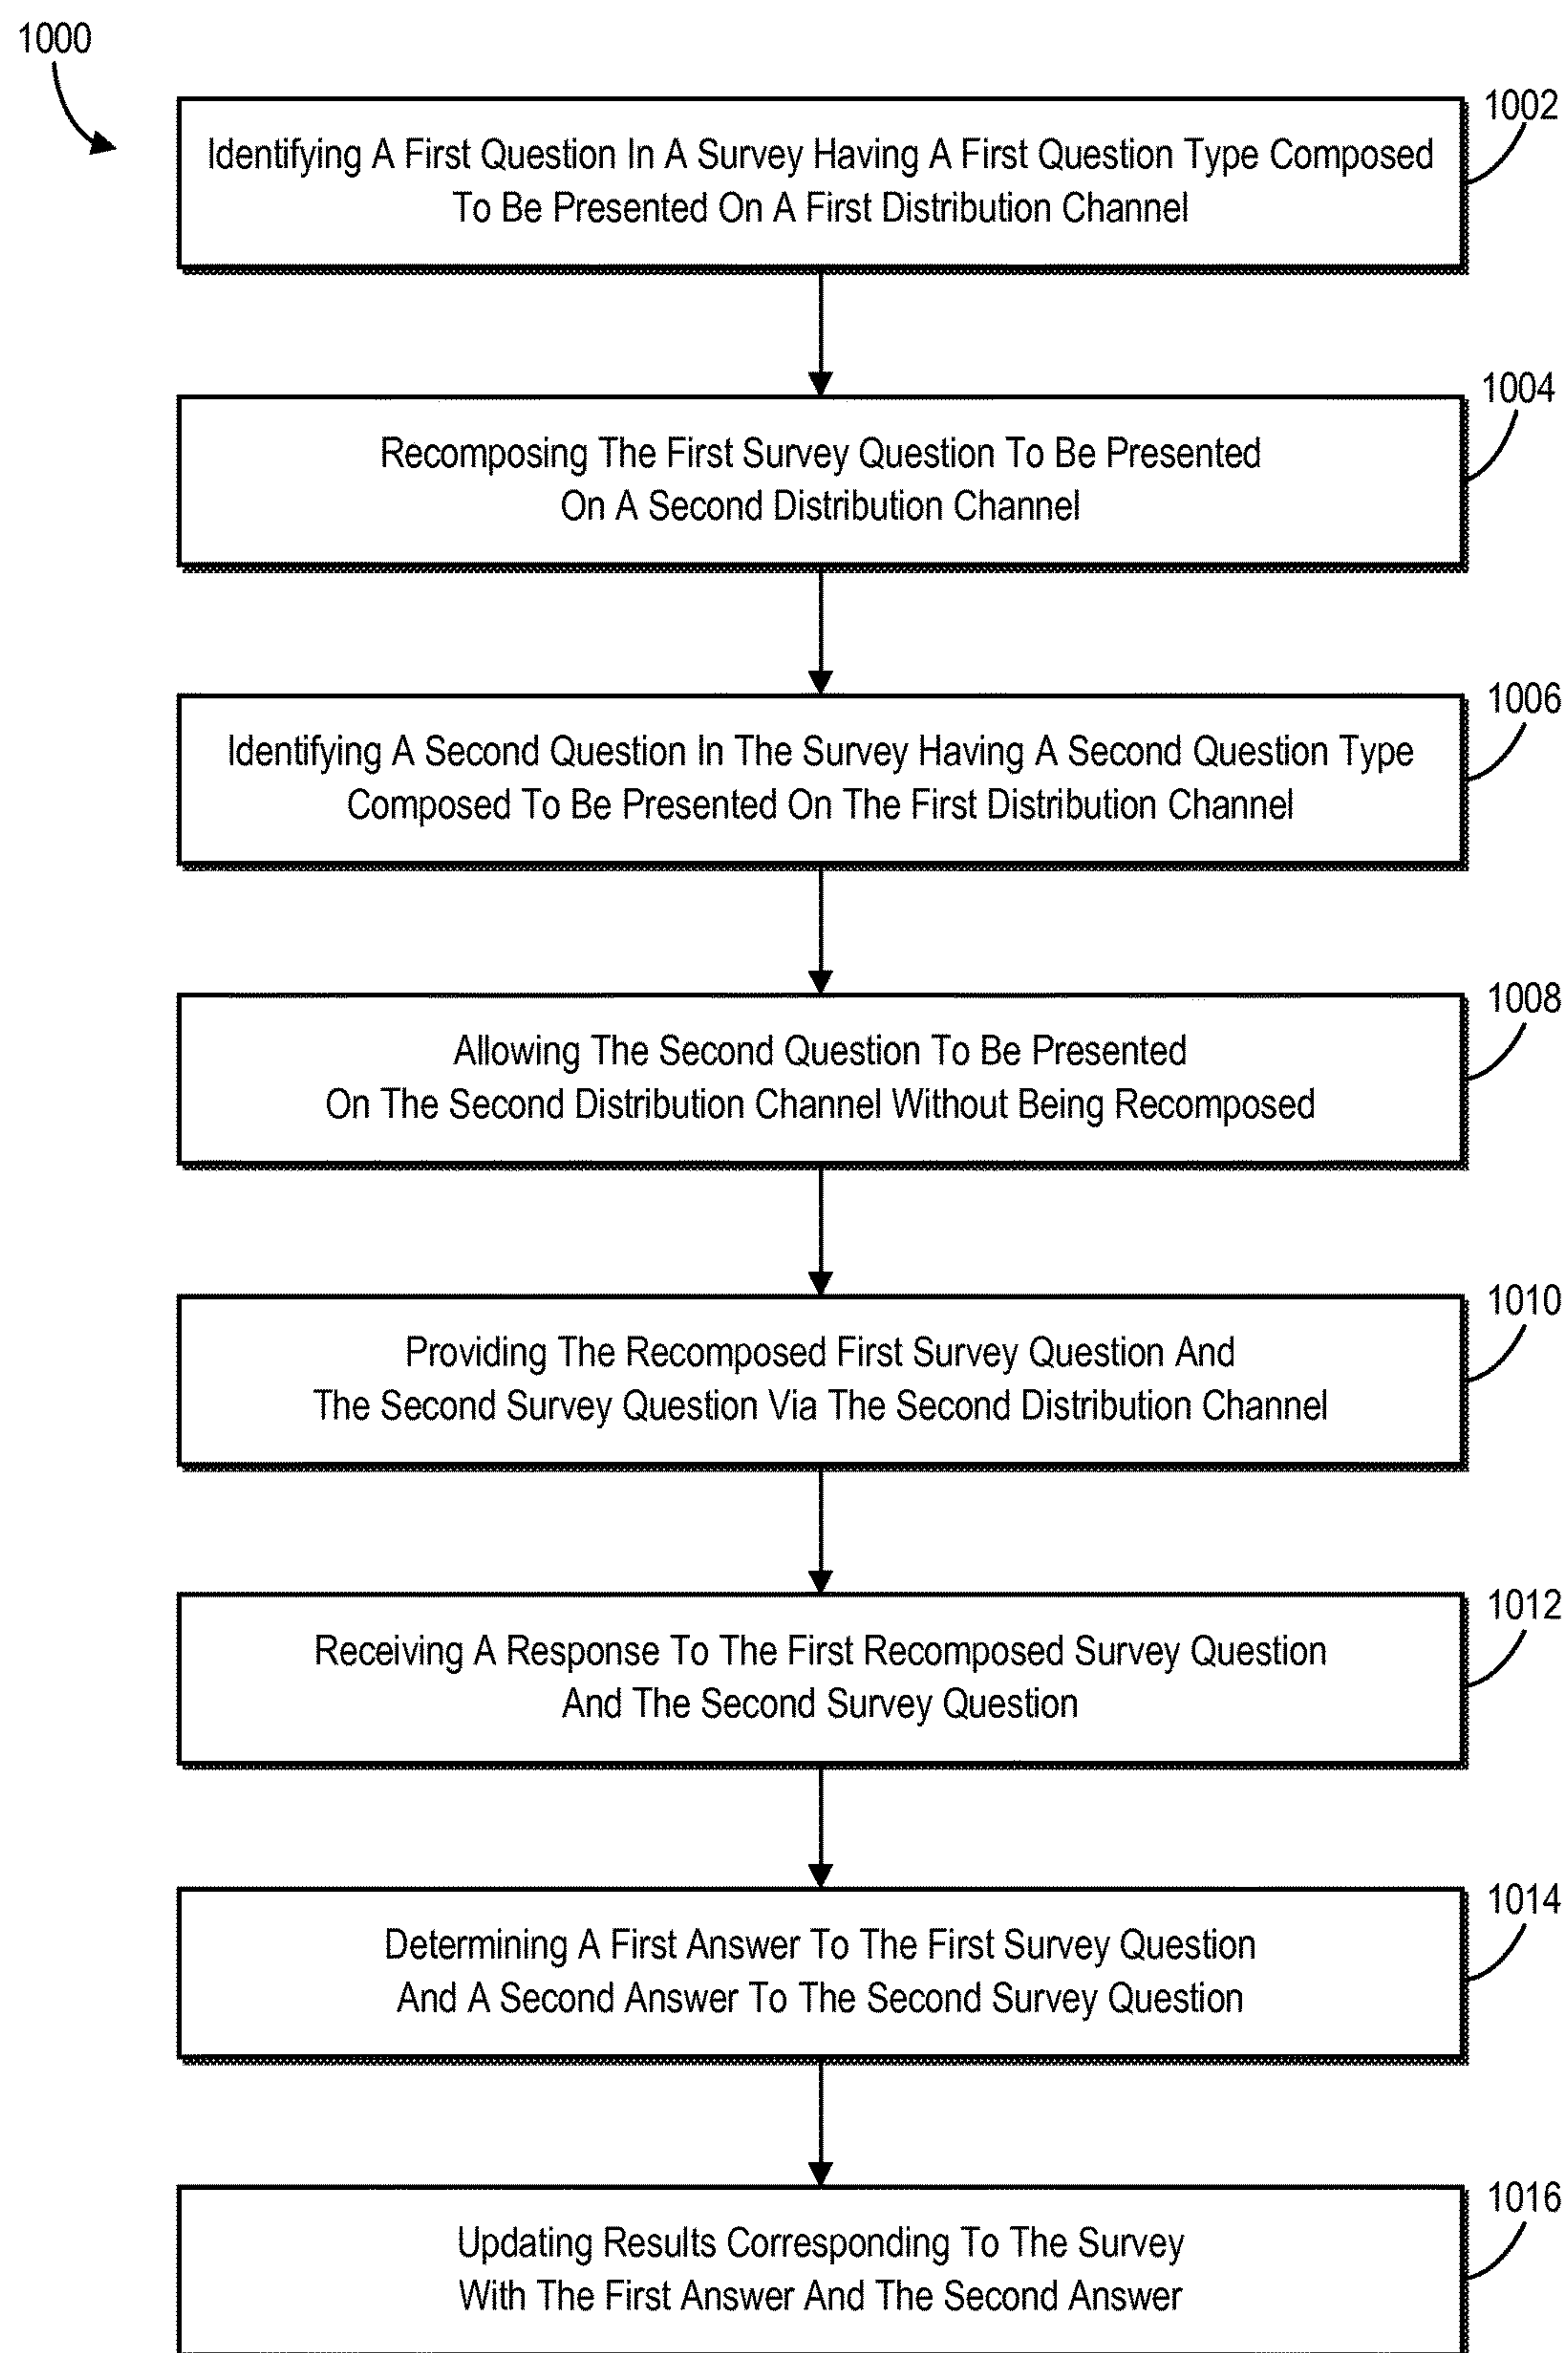 1000
1002
Identifying A First Question In A Survey Having A First Question Type Composed
To Be Presented On A First Distribution Channel
1004
Recomposing The First Survey Question To Be Presented
On A Second Distribution Channel
1006
Identifying A Second Question In The Survey Having A Second Question Type
Composed To Be Presented On The First Distribution Channel
1008
Allowing The Second Question To Be Presented
On The Second Distribution Channel Without Being Recomposed
1010
Providing The Recomposed First Survey Question And
The Second Survey Question Via The Second Distribution Channel
1012
Receiving A Response To The First Recomposed Survey Question
And The Second Survey Question
1014
Determining A First Answer To The First Survey Question
And A Second Answer To The Second Survey Question
1016
Updating Results Corresponding To The Survey
With The First Answer And The Second Answer